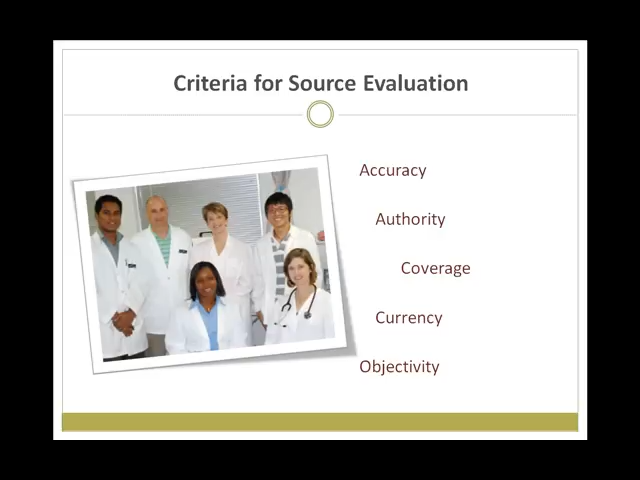 Criteria for Source Evaluation
Accuracy
Authority
Coverage
Currency
Objectivity